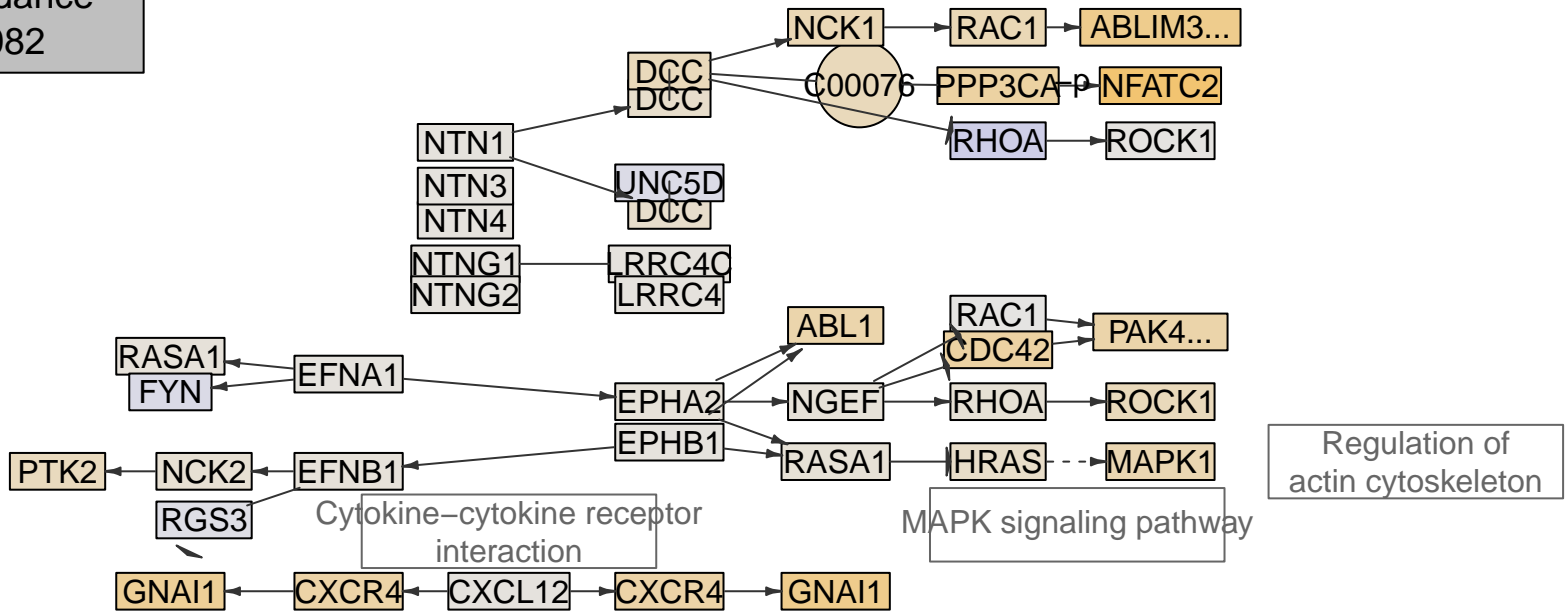 NCK1
RAC1
ABLIM3...
082
DCC
DCC
C00076
PPP3CA
-p
NFATC2
NTN1
RHOA
ROCK1
NTN3
NTN4
UNC5D
DCC
NTNG1
NTNG2
LRRC4C
LRRC4
RASA1
FYN
EFNA1
ABL1
RAC1
CDC42
PAK4...
EPHA2
EPHB1
NGEF
RHOA
ROCK1
PTK2
NCK2
EFNB1
RASA1
HRAS
MAPK1
Regulation of
actin cytoskeleton
RGS3
Cytokine−cytokine receptor
interaction
MAPK signaling pathway
GNAI1
CXCR4
CXCL12
CXCR4
GNAI1